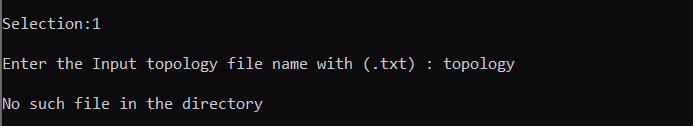 Selection:1
Enter the Input topology file name with (.txt) : topology
No such file in the directory